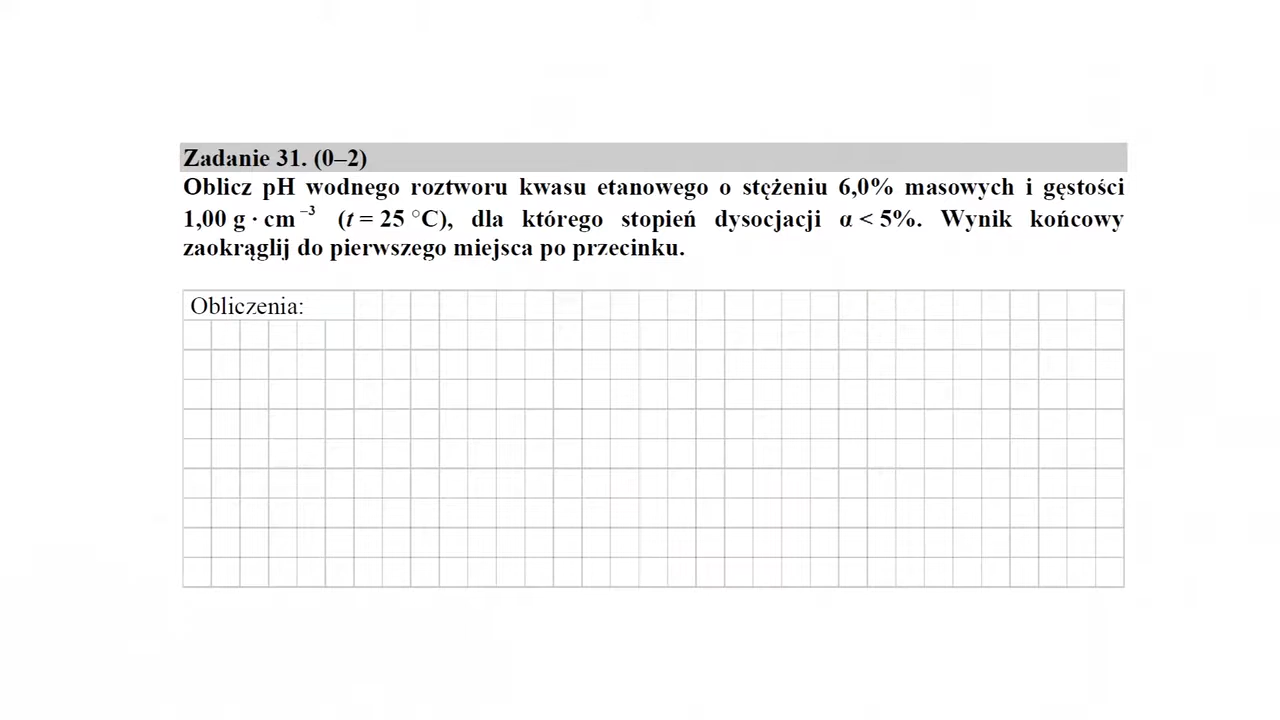 Zadanie 31. (0–2)
Oblicz pH wodnego roztworu kwasu etanowego o stężeniu 6,0% masowych i gęstości
1,00 g · cm⁻³ (t = 25 °C), dla którego stopień dysocjacji α < 5%. Wynik końcowy
zaokrąglij do pierwszego miejsca po przecinku.
Obliczenia: